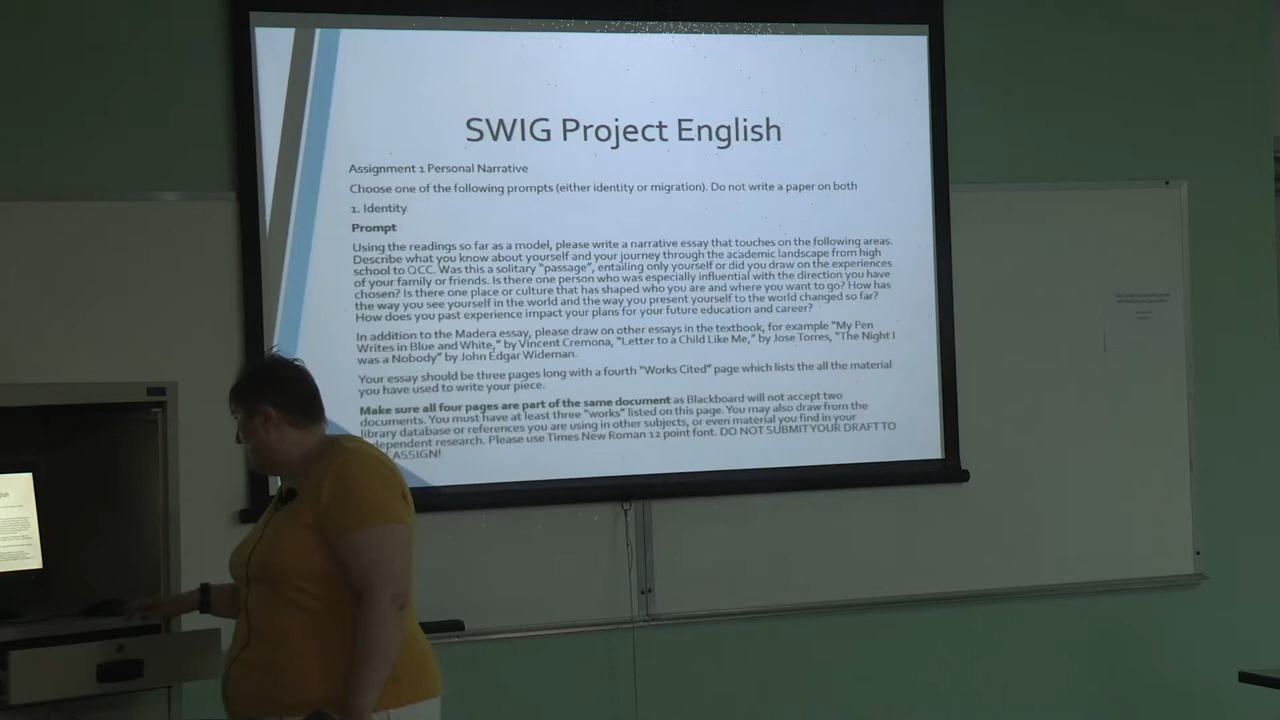 SWIG Project English
Assignment 1 Personal Narrative
Choose one of the following prompts (either identity or migration). Do not write a paper on both
1. Identity
Prompt
Using the readings so far as a model, please write a narrative essay that touches on the following areas.
Describe what you know about yourself and your journey through the academic landscape from high
school to QCC. Was this a solitary "passage", entailing only yourself or did you draw on the experiences
of your family or friends. Is there one person who was especially influential with the direction you have
chosen? Is there one place or culture that has shaped who you are and where you want to go? How has
the way you see yourself in the world and the way you present yourself to the world changed so far?
How does you past experience impact your plans for your future education and career?
In addition to the Madera essay, please draw on other essays in the textbook, for example "My Pen
Writes in Blue and White," by Vincent Cremona, "Letter to a Child Like Me," by Jose Torres, "The Night I
was a Nobody" by John Edgar Wideman.
Your essay should be three pages long with a fourth "Works Cited" page which lists the all the material
you have used to write your piece.
Make sure all four pages are part of the same document as Blackboard will not accept two
documents. You must have at least three "works" listed on this page. You may also draw from the
library database or references you are using in other subjects, or even material you find in your
dependent research. Please use Times New Roman 12 point font. DO NOT SUBMIT YOUR DRAFT TO
ASSIGN!